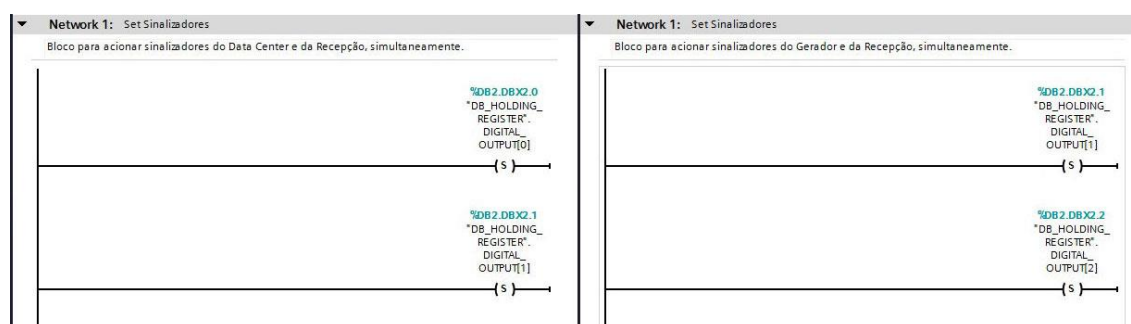 Network 1: Set Sinalizadores
Bloco para acionar sinalizadores do Data Center e da Recepção, simultaneamente.
%DB2.DBX2.0
"DB_HOLDING_
REGISTER".
DIGITAL_
OUTPUT[0]
( S )
%DB2.DBX2.1
"DB_HOLDING_
REGISTER".
DIGITAL_
OUTPUT[1]
( S )
Network 1: Set Sinalizadores
Bloco para acionar sinalizadores do Gerador e da Recepção, simultaneamente.
%DB2.DBX2.1
"DB_HOLDING_
REGISTER".
DIGITAL_
OUTPUT[1]
( S )
%DB2.DBX2.2
"DB_HOLDING_
REGISTER".
DIGITAL_
OUTPUT[2]
( S )